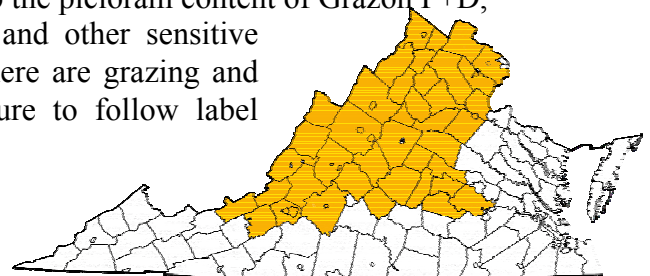 the picloram content of Grazon P+D,
and other sensitive
ere are grazing and
ure to follow label